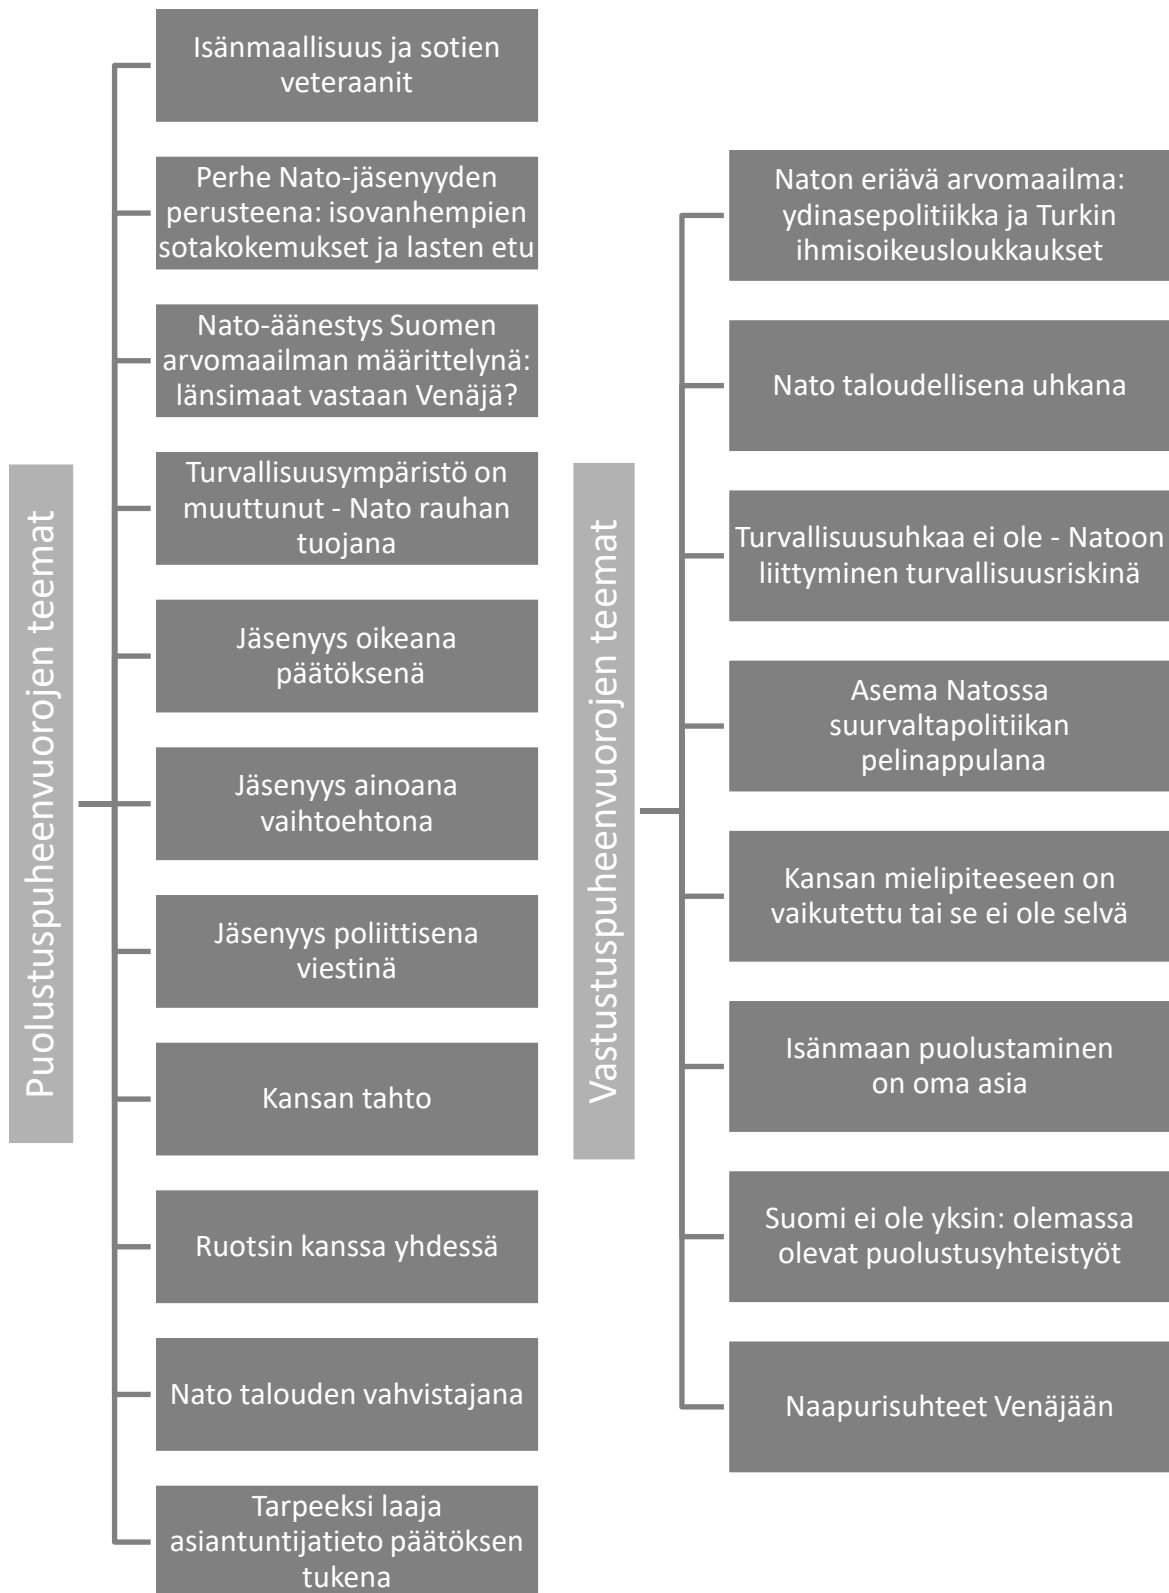 Puolustuspuheenvuorojen teemat
Isänmaallisuus ja sotien
veteraanit
Perhe Nato-jäsenyyden
perusteena: isovanhempien
sotakokemukset ja lasten etu
Nato-äänestys Suomen
arvomaailman määrittelynä:
länsimaat vastaan Venäjä?
Turvallisuusympäristö on
muuttunut - Nato rauhan
tuojana
Jäsenyys oikeana
päätöksenä
Jäsenyys ainoana
vaihtoehtona
Jäsenyys poliittisena
viestinä
Kansan tahto
Ruotsin kanssa yhdessä
Nato talouden vahvistajana
Tarpeeksi laaja
asiantuntijatieto päätöksen
tukena
Vastustuspuheenvuorojen teemat
Naton eriävä arvomaailma:
ydinasepolitiikka ja Turkin
ihmisoikeusloukkaukset
Nato taloudellisena uhkana
Turvallisuusuhkaa ei ole - Natoon
liittyminen turvallisuusriskinä
Asema Natossa
suurvaltapolitiikan
pelinappulana
Kansan mielipiteeseen on
vaikutettu tai se ei ole selvä
Isänmaan puolustaminen
on oma asia
Suomi ei ole yksin: olemassa
olevat puolustusyhteistyöt
Naapurisuhteet Venäjään